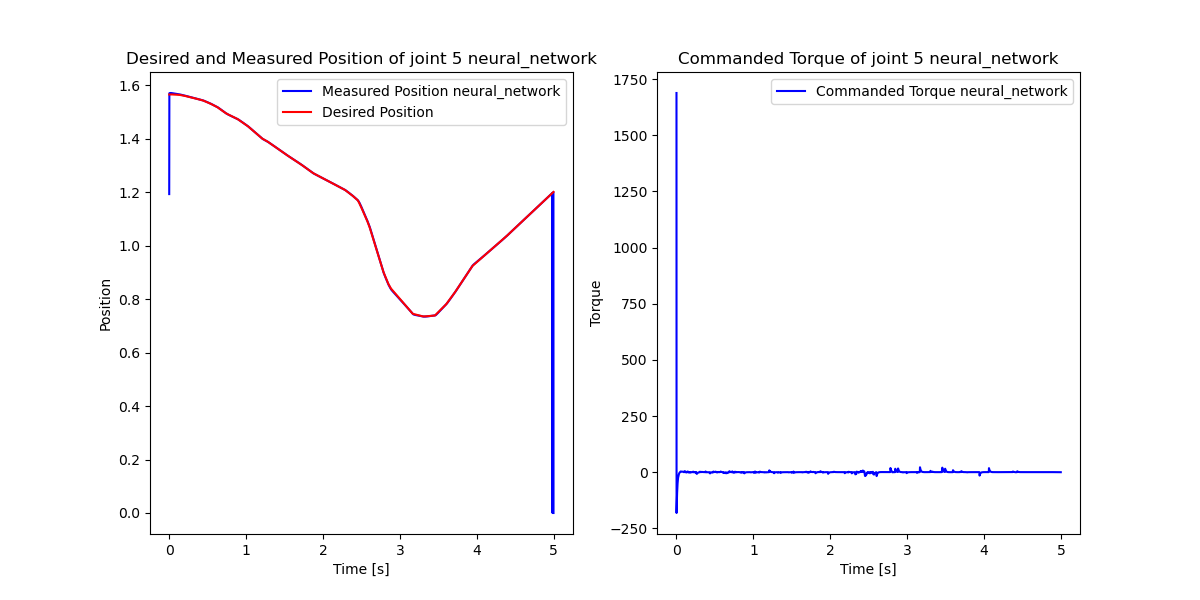 Desired and Measured Position of joint 5 neural_network
Measured Position neural_network
Desired Position
Position
1.6
1.4
1.2
1.0
0.8
0.6
0.4
0.2
0.0
0 1 2 3 4 5
Time [s]
Commanded Torque of joint 5 neural_network
Commanded Torque neural_network
Torque
1750
1500
1250
1000
750
500
250
0
−250
0 1 2 3 4 5
Time [s]